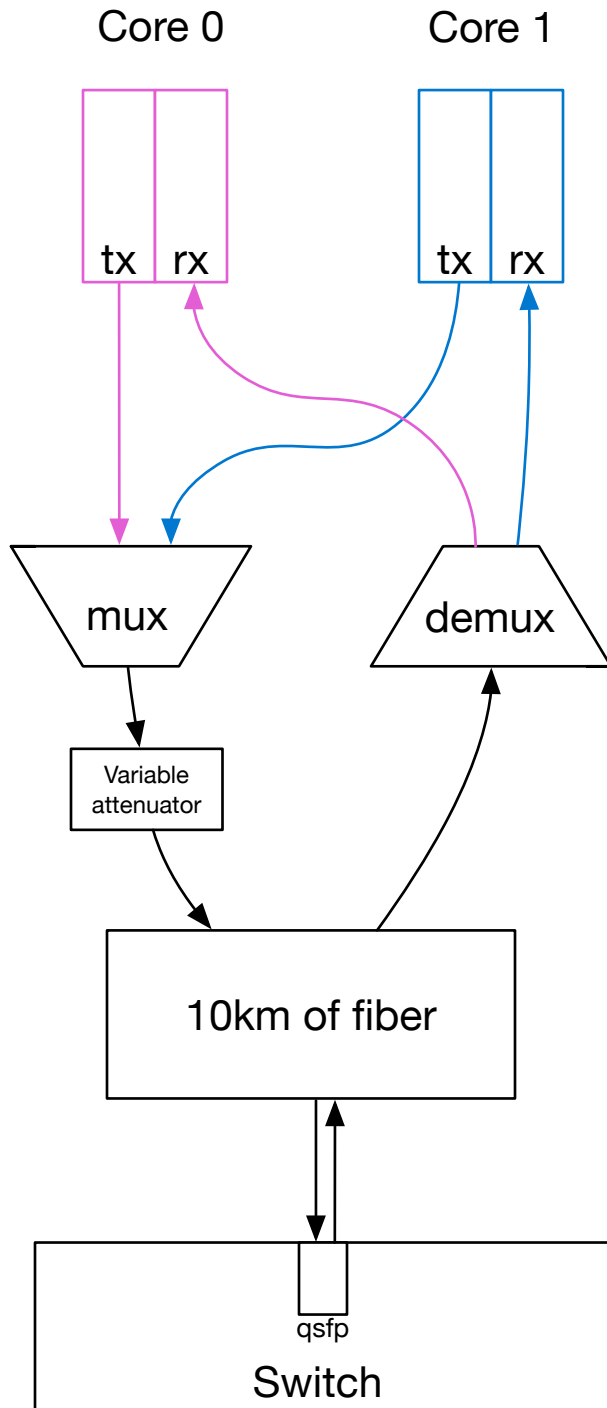 Core 0
Core 1
tx
rx
tx
rx
mux
demux
Variable
attenuator
10km of fiber
qsfp
Switch